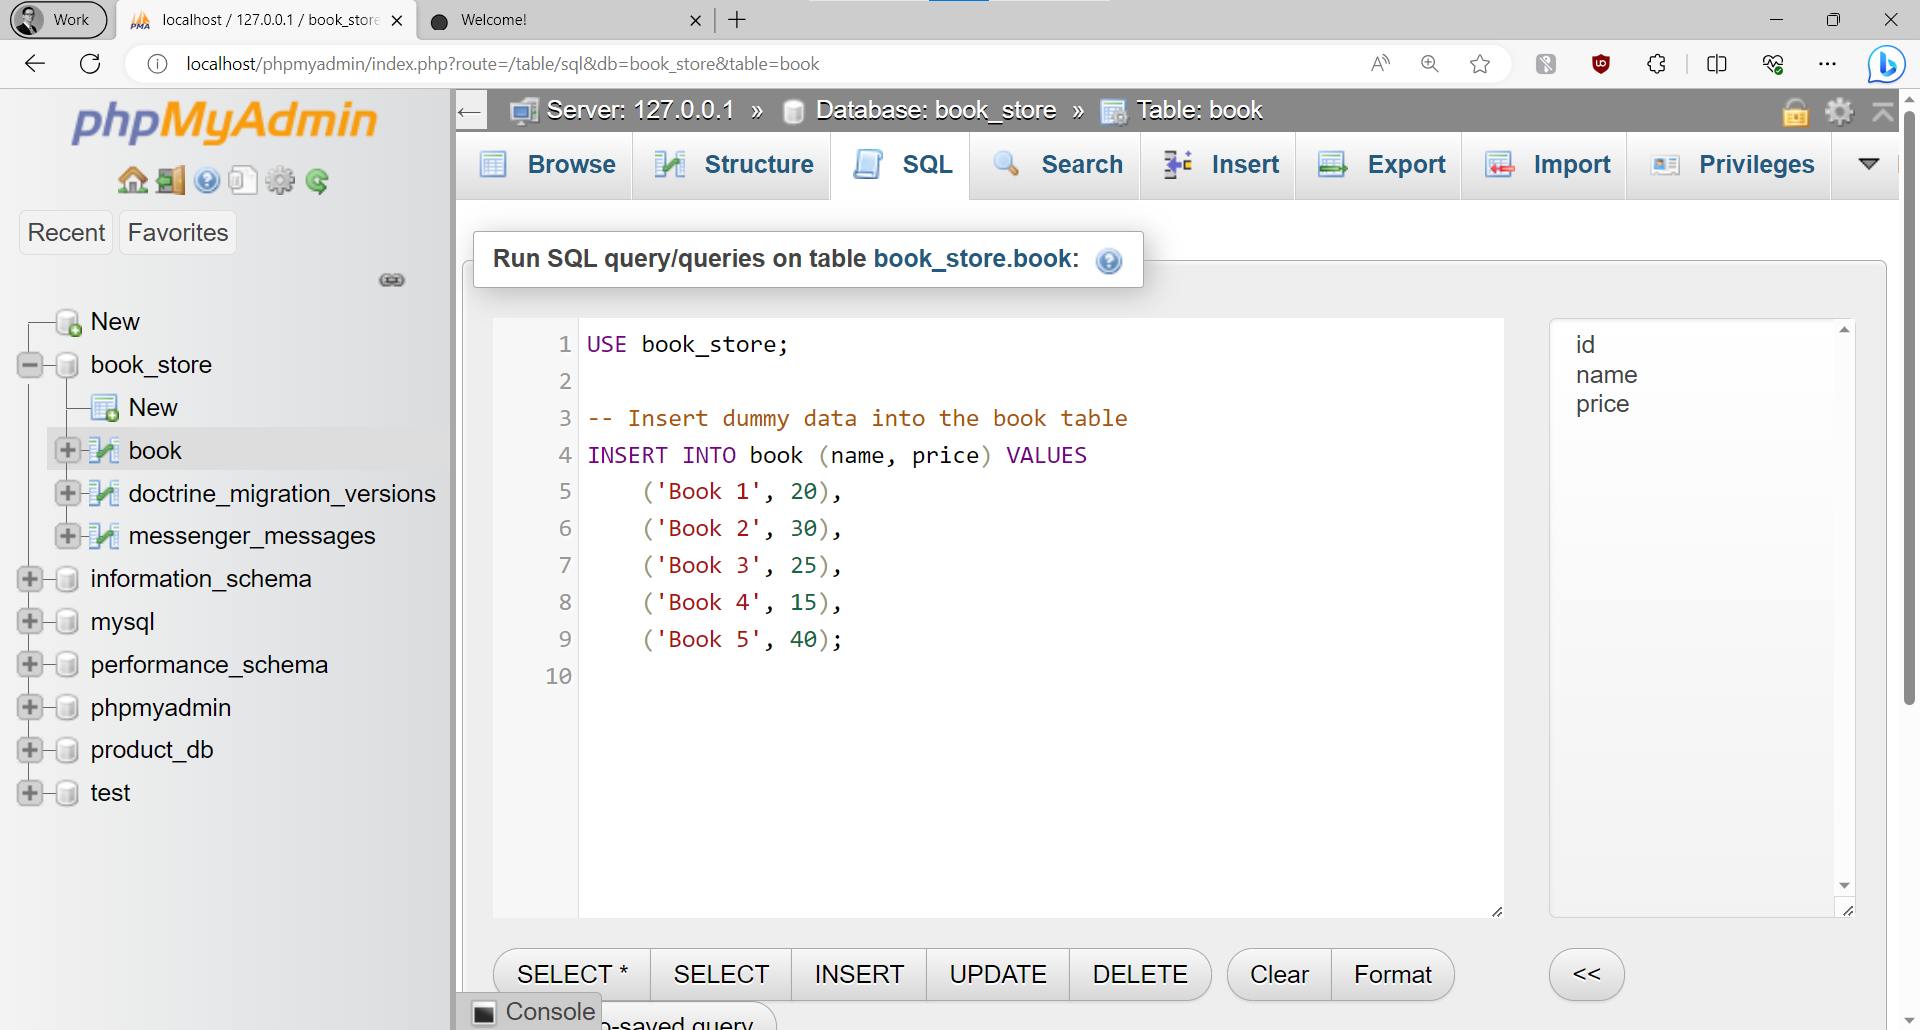 Work
localhost / 127.0.0.1 / book_store
Welcome!
localhost/phpmyadmin/index.php?route=/table/sql&db=book_store&table=book
phpMyAdmin
Recent
Favorites
New
book_store
New
book
doctrine_migration_versions
messenger_messages
information_schema
mysql
performance_schema
phpmyadmin
product_db
test
Server: 127.0.0.1 » Database: book_store » Table: book
Browse
Structure
SQL
Search
Insert
Export
Import
Privileges
Run SQL query/queries on table book_store.book:
1 USE book_store;
2
3 -- Insert dummy data into the book table
4 INSERT INTO book (name, price) VALUES
5 ('Book 1', 20),
6 ('Book 2', 30),
7 ('Book 3', 25),
8 ('Book 4', 15),
9 ('Book 5', 40);
10
id
name
price
SELECT *
SELECT
INSERT
UPDATE
DELETE
Clear
Format
<<
Console
o-saved query